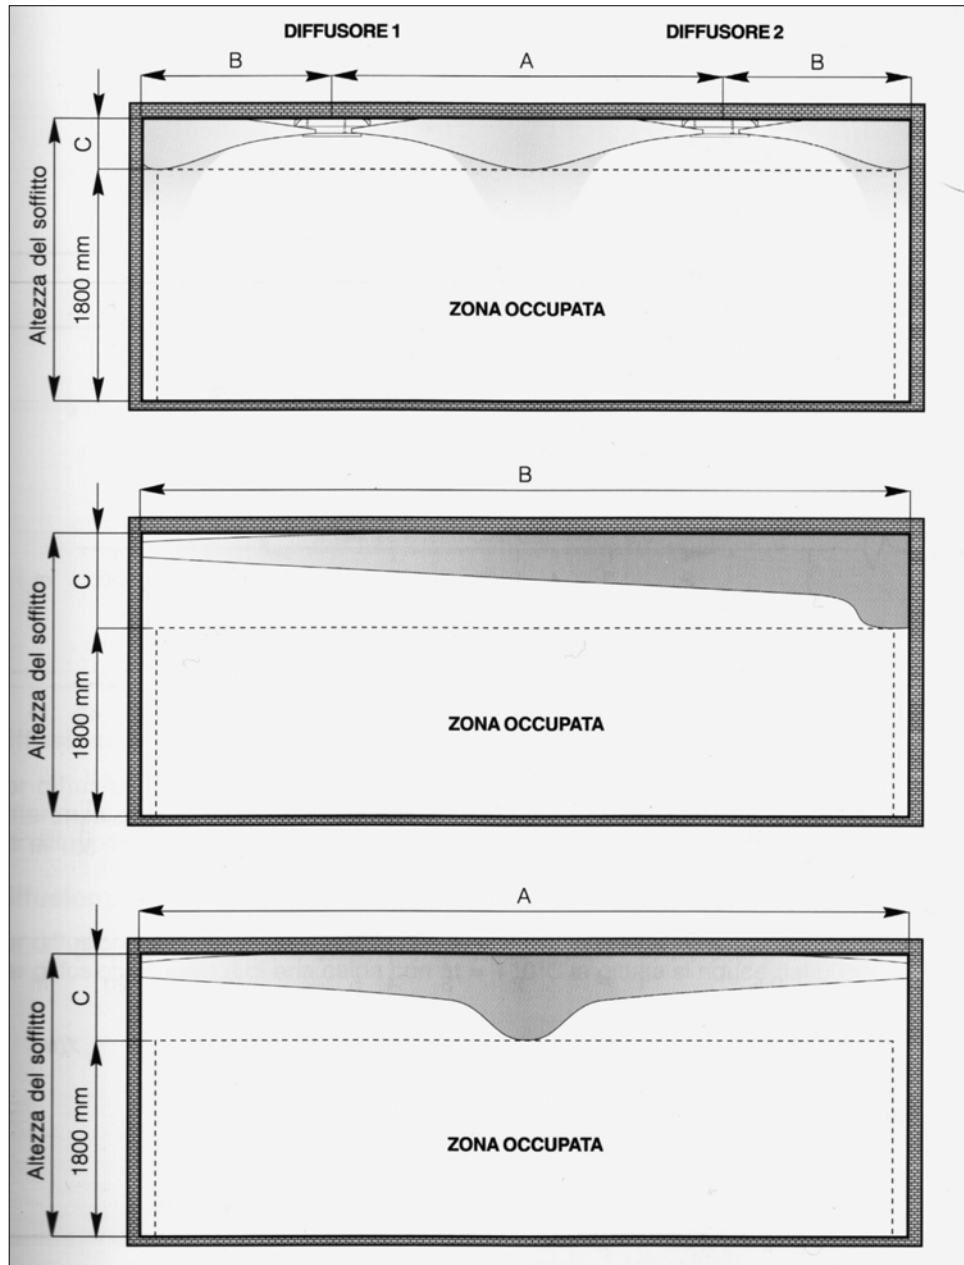 DIFFUSORE 1
DIFFUSORE 2
B
A
B
C
Altezza del soffitto
1800 mm
ZONA OCCUPATA
B
C
Altezza del soffitto
1800 mm
ZONA OCCUPATA
A
C
Altezza del soffitto
1800 mm
ZONA OCCUPATA